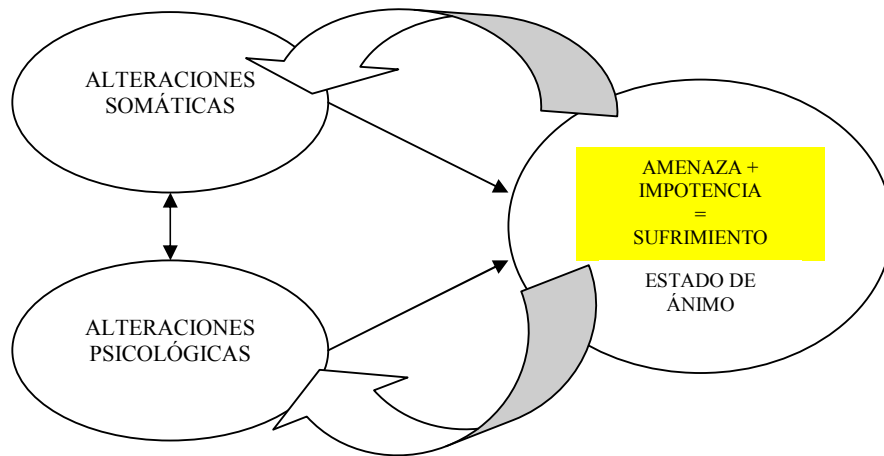 ALTERACIONES
SOMÁTICAS
AMENAZA +
IMPOTENCIA
=
SUFRIMIENTO
ESTADO DE
ÁNIMO
ALTERACIONES
PSICOLÓGICAS